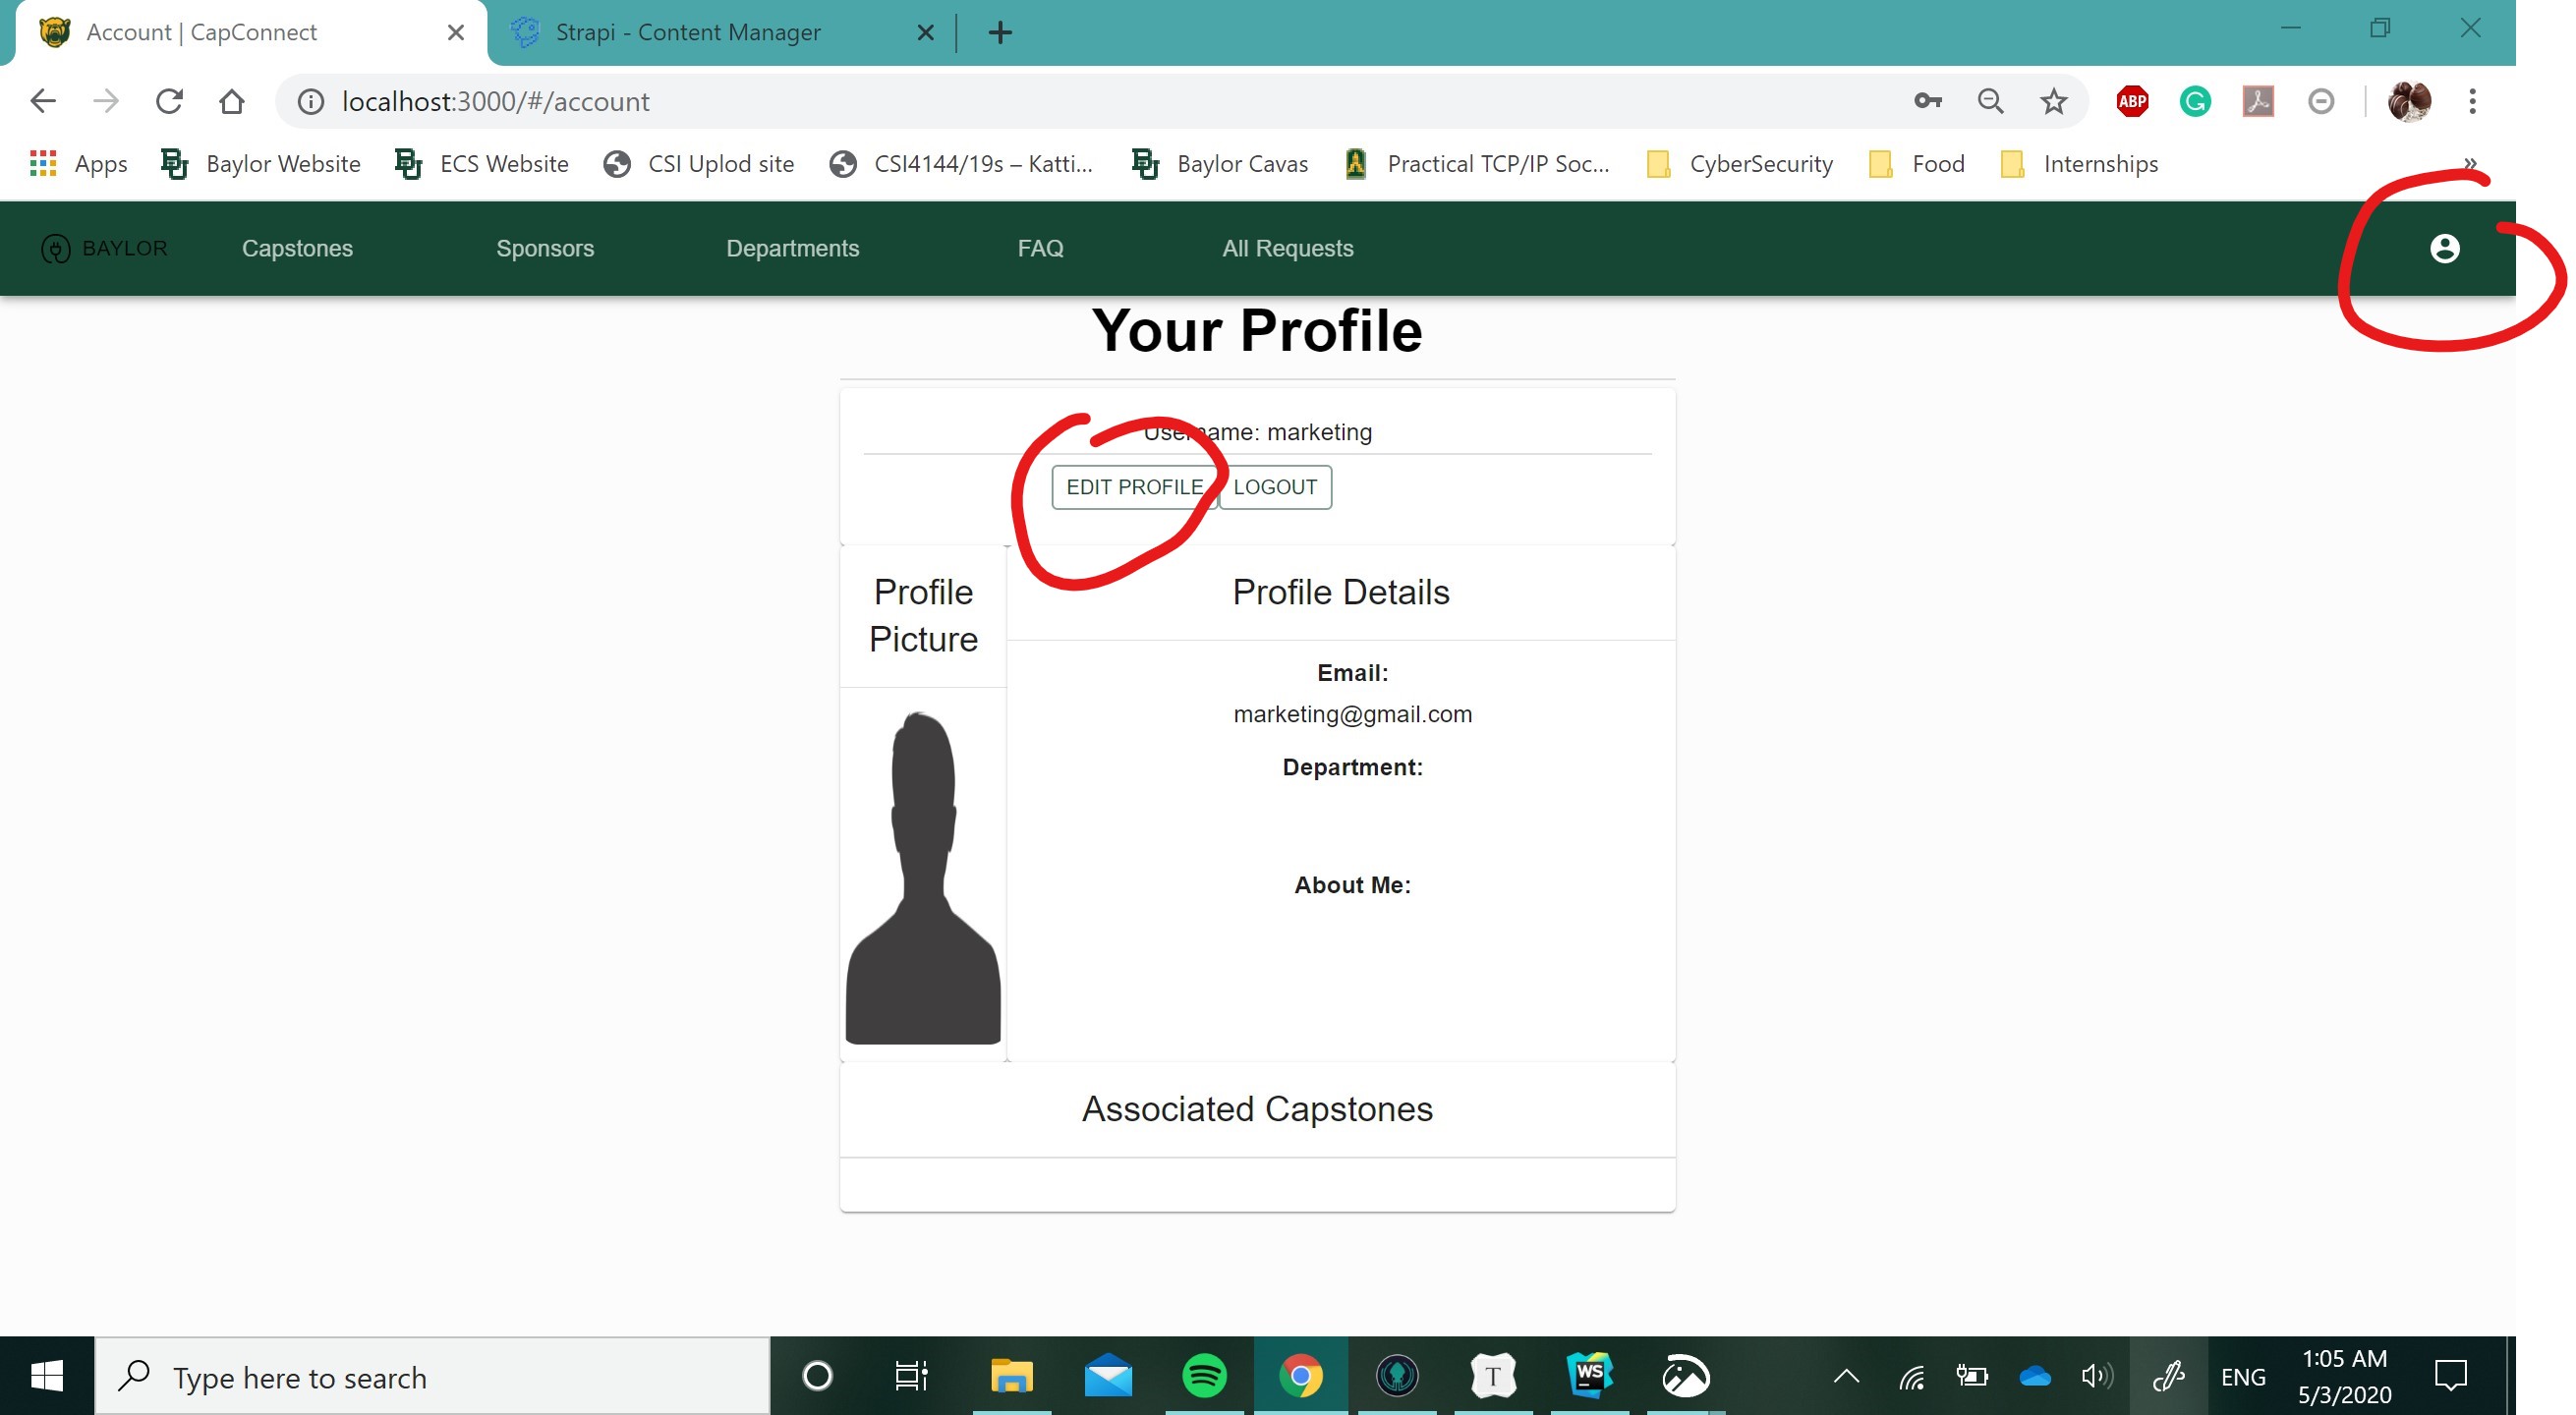 Account | CapConnect
Strapi - Content Manager
localhost:3000/#/account
ABP
Apps
Baylor Website
ECS Website
CSI Uplod site
CSI4144/19s – Katti...
Baylor Cavas
Practical TCP/IP Soc...
CyberSecurity
Food
Internships
»
BAYLOR
Capstones
Sponsors
Departments
FAQ
All Requests
Your Profile
Username: marketing
EDIT PROFILE
LOGOUT
Profile
Picture
Profile Details
Email:
marketing@gmail.com
Department:
About Me:
Associated Capstones
Type here to search
T
WS
ENG
1:05 AM
5/3/2020